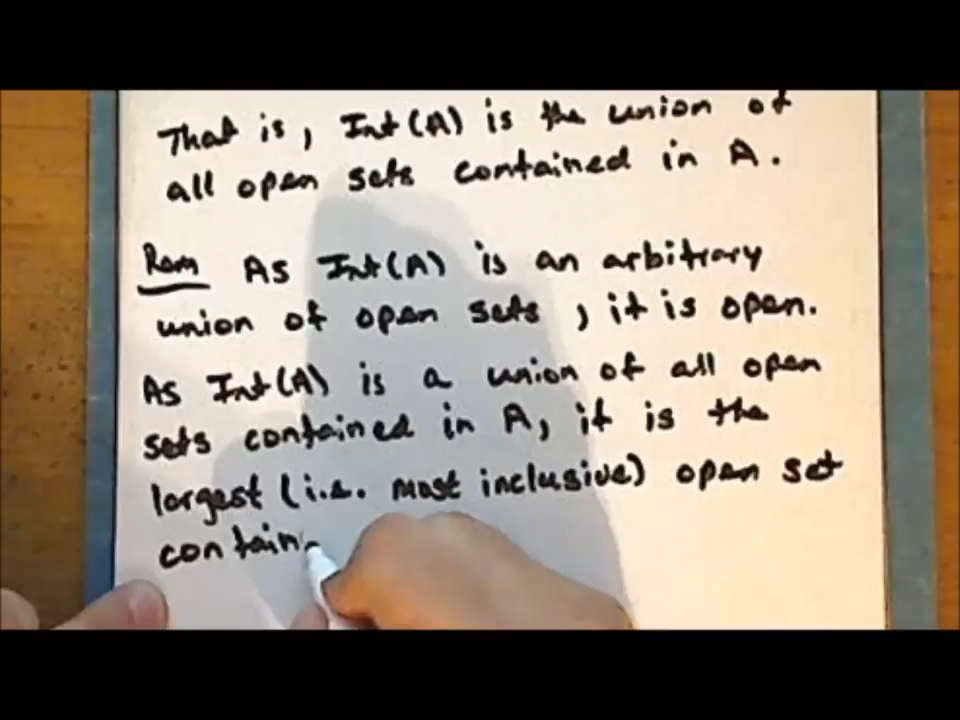 That is, Int(A) is the union of
all open sets contained in A.
Rem As Int(A) is an arbitrary
union of open sets, it is open.
As Int(A) is a union of all open
sets contained in A, it is the
largest (i.e. most inclusive) open set
contain